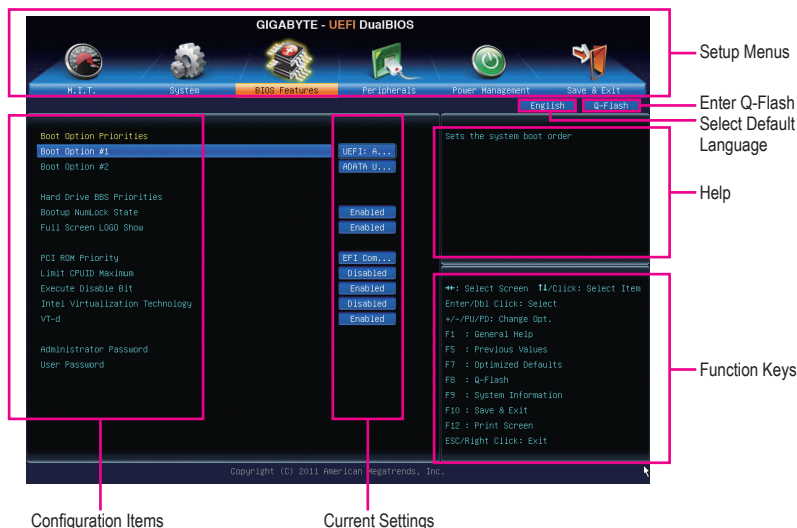 GIGABYTE - UEFI DualBIOS
M.I.T. System BIOS Features Peripherals Power Management Save & Exit
Setup Menus
English Q-Flash
Enter Q-Flash
Select Default
Language
Boot Option Priorities
Boot Option #1 UEFI: A...
Boot Option #2 ADATA U...
Hard Drive BBS Priorities
Bootup NumLock State Enabled
Full Screen LOGO Show Enabled
PCI ROM Priority EFI Com...
Limit CPUID Maximum Disabled
Execute Disable Bit Enabled
Intel Virtualization Technology Disabled
VT-d Enabled
Administrator Password
User Password
Sets the system boot order
Help
→←: Select Screen ↑↓/Click: Select Item
Enter/Dbl Click: Select
+/-/PU/PD: Change Opt.
F1 : General Help
F5 : Previous Values
F7 : Optimized Defaults
F8 : Q-Flash
F9 : System Information
F10 : Save & Exit
F12 : Print Screen
ESC/Right Click: Exit
Function Keys
Copyright (C) 2011 American Megatrends, Inc.
Configuration Items
Current Settings